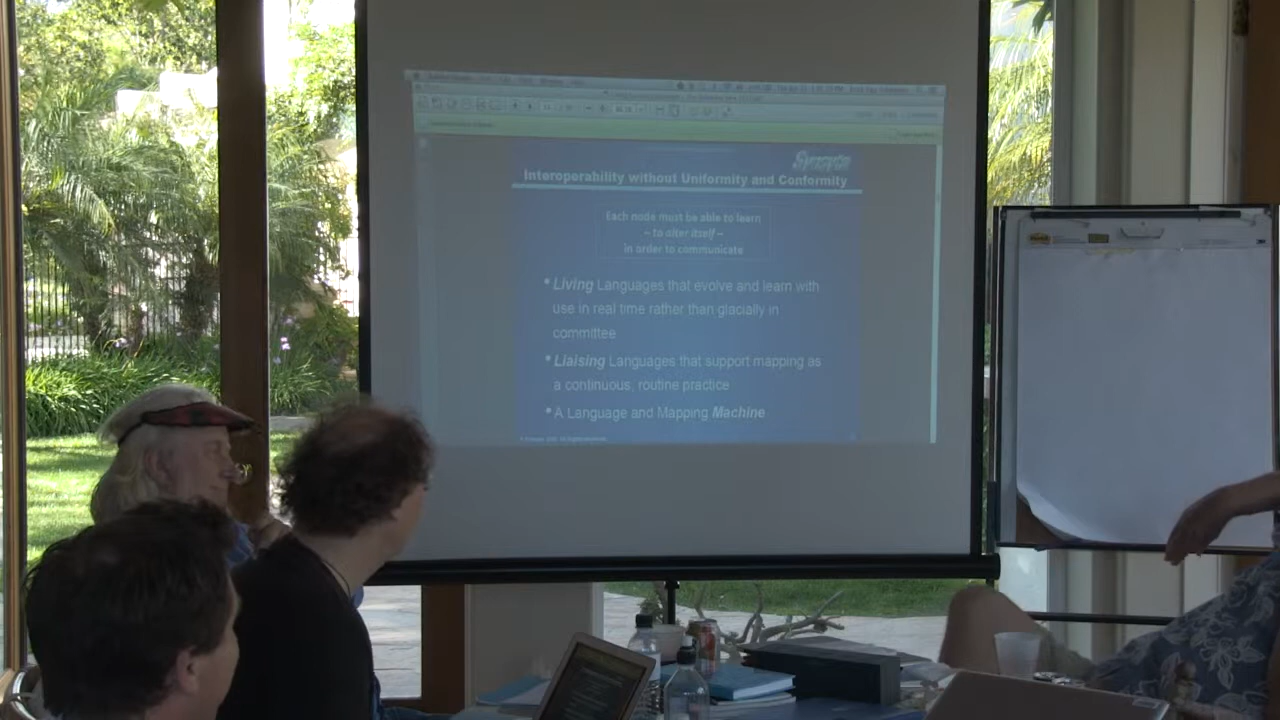 Synapse
Interoperability without Uniformity and Conformity
Each node must be able to learn
– to alter itself –
in order to communicate
• Living Languages that evolve and learn with
use in real time rather than glacially in
committee
• Liaising Languages that support mapping as
a continuous, routine practice
• A Language and Mapping Machine